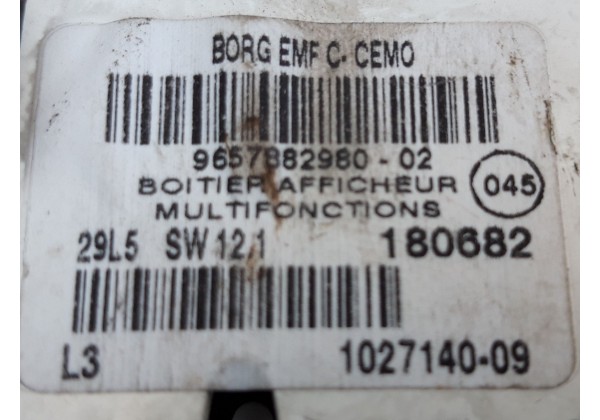 BORG EMF C- CEMO
9657882980 - 02
BOITIER AFFICHEUR
MULTIFONCTIONS
045
29L5 SW 12.1 180682
L3 1027140-09